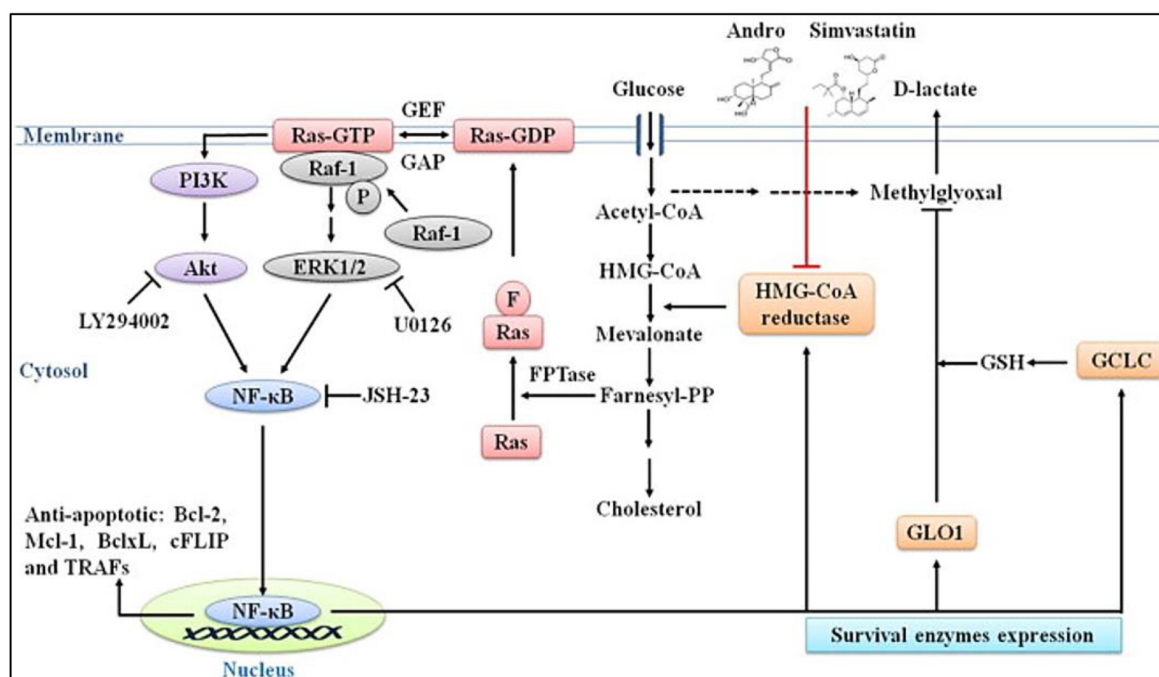 Andro Simvastatin
Glucose
D-lactate
GEF
Membrane
Ras-GTP
Ras-GDP
GAP
Raf-1
P
PI3K
Raf-1
Methylglyoxal
Acetyl-CoA
Akt
ERK1/2
HMG-CoA
HMG-CoA
reductase
LY294002
U0126
F
Ras
Mevalonate
GSH
GCLC
Cytosol
FPTase
NF-κB
JSH-23
Farnesyl-PP
Ras
Cholesterol
Anti-apoptotic: Bcl-2,
Mcl-1, BclxL, cFLIP
and TRAFs
GLO1
NF-κB
Survival enzymes expression
Nucleus